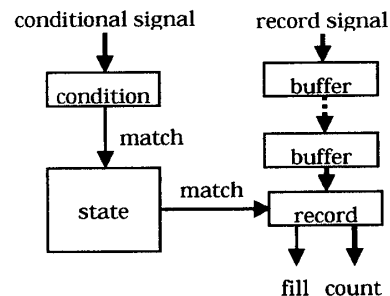 conditional signal
record signal
condition
buffer
match
buffer
state
match
record
fill count